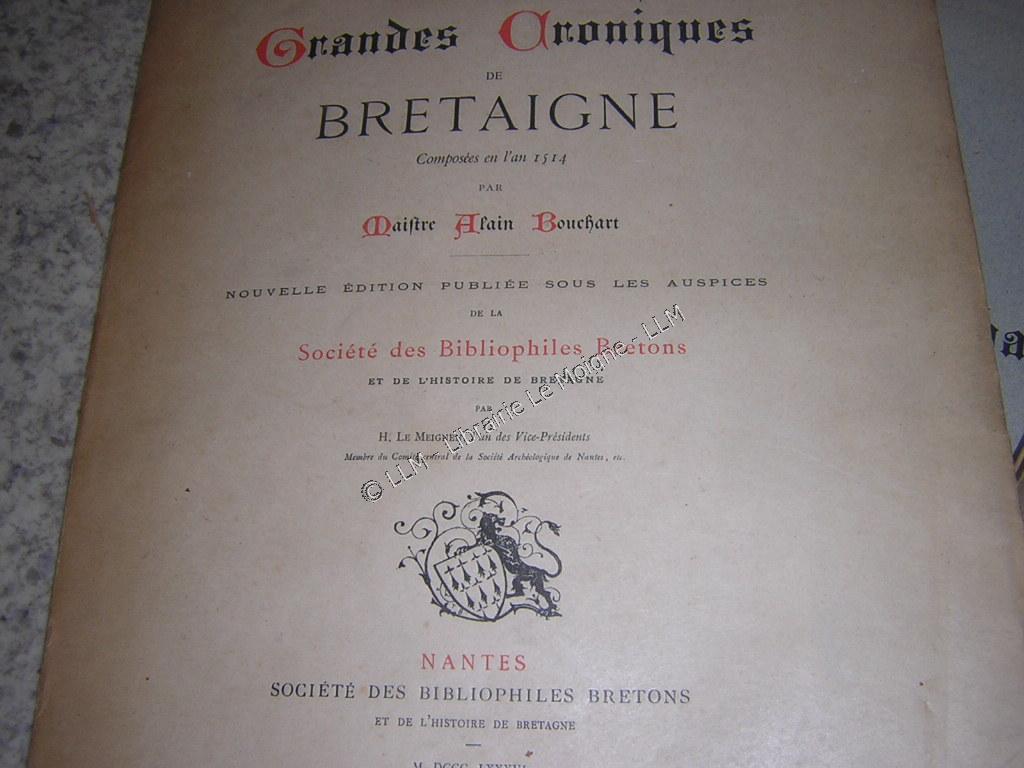 Grandes Croniques
DE
BRETAIGNE
Composées en l'an 1514
PAR
Maistre Alain Bouchart
NOUVELLE ÉDITION PUBLIÉE SOUS LES AUSPICES
DE LA
Société des Bibliophiles Bretons
ET DE L'HISTOIRE DE BRETAGNE
PAR
H. LE MEIGNEN, l'un des Vice-Présidents
Membre du Comité central de la Société Archéologique de Nantes, etc.
© LLM - Librairie Le Moigne - LLM
NANTES
SOCIÉTÉ DES BIBLIOPHILES BRETONS
ET DE L'HISTOIRE DE BRETAGNE